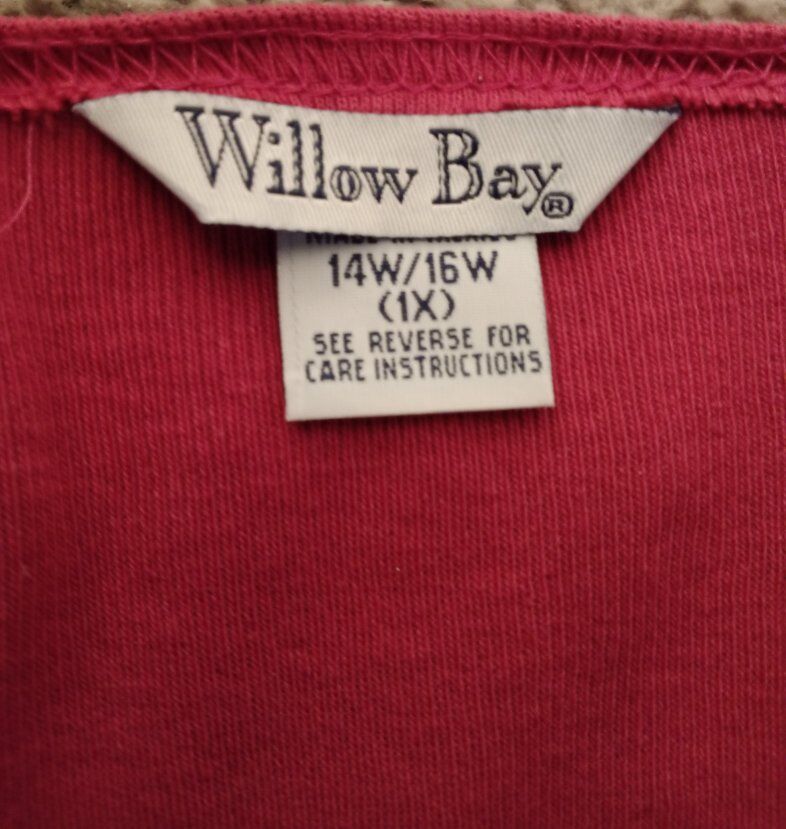 Willow Bay®
14W/16W
(1X)
SEE REVERSE FOR
CARE INSTRUCTIONS